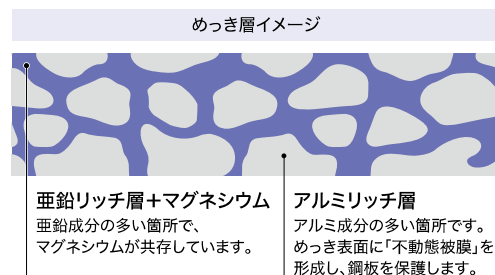 めっき層イメージ
亜鉛リッチ層＋マグネシウム
亜鉛成分の多い箇所で、
マグネシウムが共存しています。
アルミリッチ層
アルミ成分の多い箇所です。
めっき表面に「不動態被膜」を
形成し、鋼板を保護します。